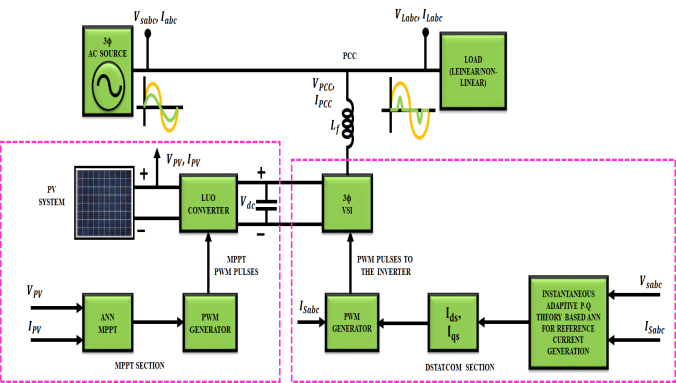 V_sabc, I_abc
V_Labc, I_Labc
3ϕ
AC SOURCE
PCC
LOAD
(LEINEAR/NON-
LINEAR)
V_PCC,
I_PCC
L_f
V_PV, I_PV
+
+
PV
SYSTEM
LUO
CONVERTER
V_dc
3ϕ
VSI
−
−
MPPT
PWM PULSES
PWM PULSES TO
THE INVERTER
V_PV
I_PV
ANN
MPPT
PWM
GENERATOR
I_Sabc
PWM
GENERATOR
I_ds,
I_qs
INSTANTANEOUS
ADAPTIVE P-Q
THEORY BASED ANN
FOR REFERENCE
CURRENT
GENERATION
V_sabc
I_Sabc
MPPT SECTION
DSTATCOM SECTION